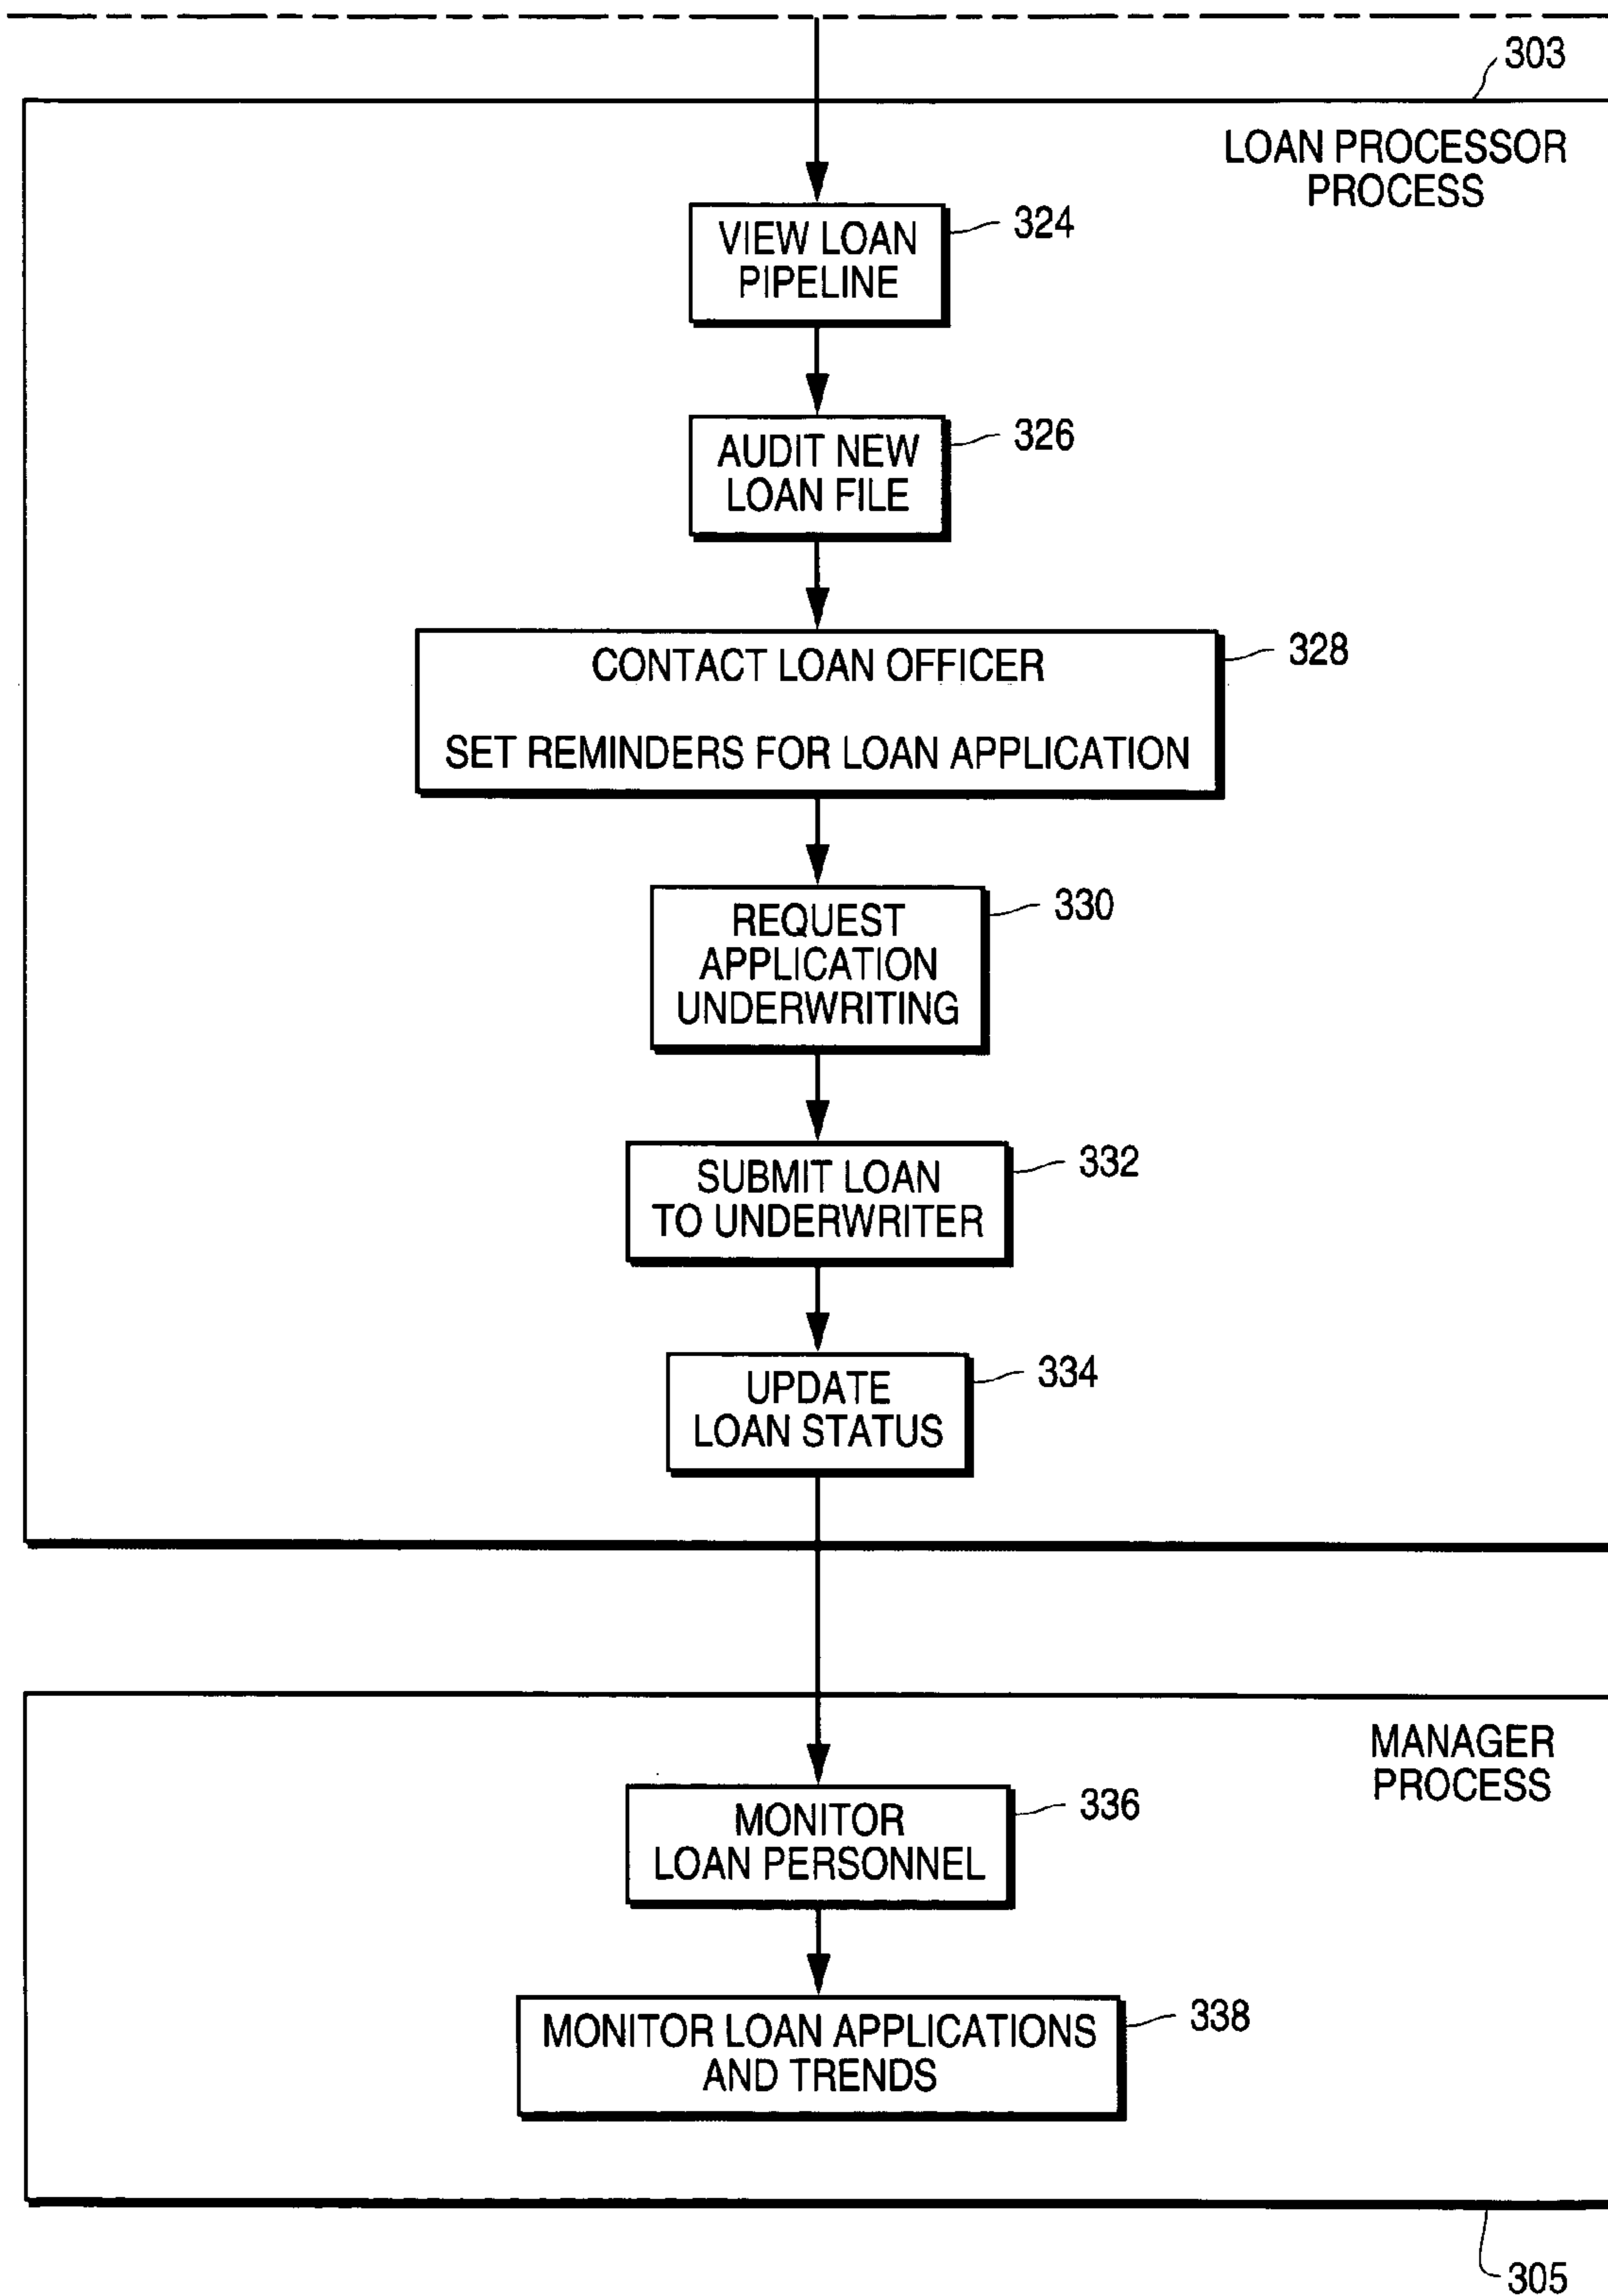 303
LOAN PROCESSOR
PROCESS
324
VIEW LOAN
PIPELINE
326
AUDIT NEW
LOAN FILE
328
CONTACT LOAN OFFICER
SET REMINDERS FOR LOAN APPLICATION
330
REQUEST
APPLICATION
UNDERWRITING
332
SUBMIT LOAN
TO UNDERWRITER
334
UPDATE
LOAN STATUS
MANAGER
PROCESS
336
MONITOR
LOAN PERSONNEL
338
MONITOR LOAN APPLICATIONS
AND TRENDS
305